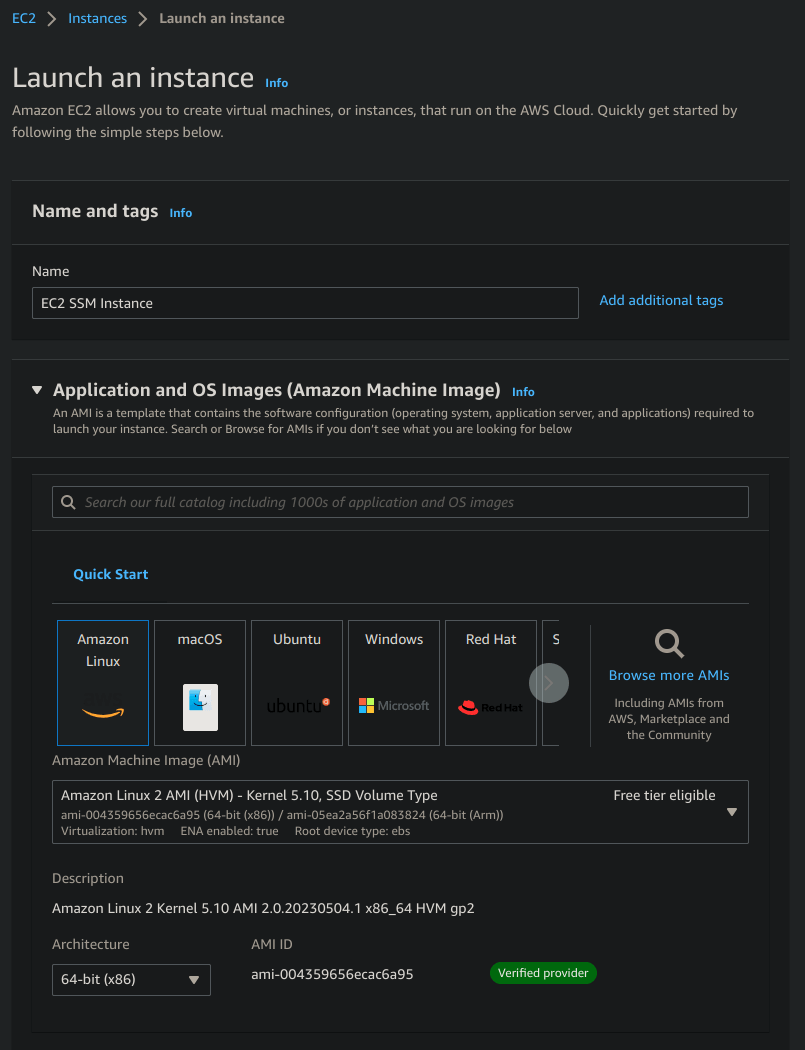 EC2 > Instances > Launch an instance
Launch an instance Info
Amazon EC2 allows you to create virtual machines, or instances, that run on the AWS Cloud. Quickly get started by
following the simple steps below.
Name and tags Info
Name
EC2 SSM Instance
Add additional tags
Application and OS Images (Amazon Machine Image) Info
An AMI is a template that contains the software configuration (operating system, application server, and applications) required to
launch your instance. Search or Browse for AMIs if you don't see what you are looking for below
Search our full catalog including 1000s of application and OS images
Quick Start
Amazon
Linux
macOS
Ubuntu
ubuntu
Windows
Microsoft
Red Hat
Red Hat
S
Browse more AMIs
Including AMIs from
AWS, Marketplace and
the Community
Amazon Machine Image (AMI)
Amazon Linux 2 AMI (HVM) - Kernel 5.10, SSD Volume Type Free tier eligible
ami-004359656ecac6a95 (64-bit (x86)) / ami-05ea2a56f1a083824 (64-bit (Arm))
Virtualization: hvm ENA enabled: true Root device type: ebs
Description
Amazon Linux 2 Kernel 5.10 AMI 2.0.20230504.1 x86_64 HVM gp2
Architecture AMI ID
64-bit (x86) ami-004359656ecac6a95 Verified provider